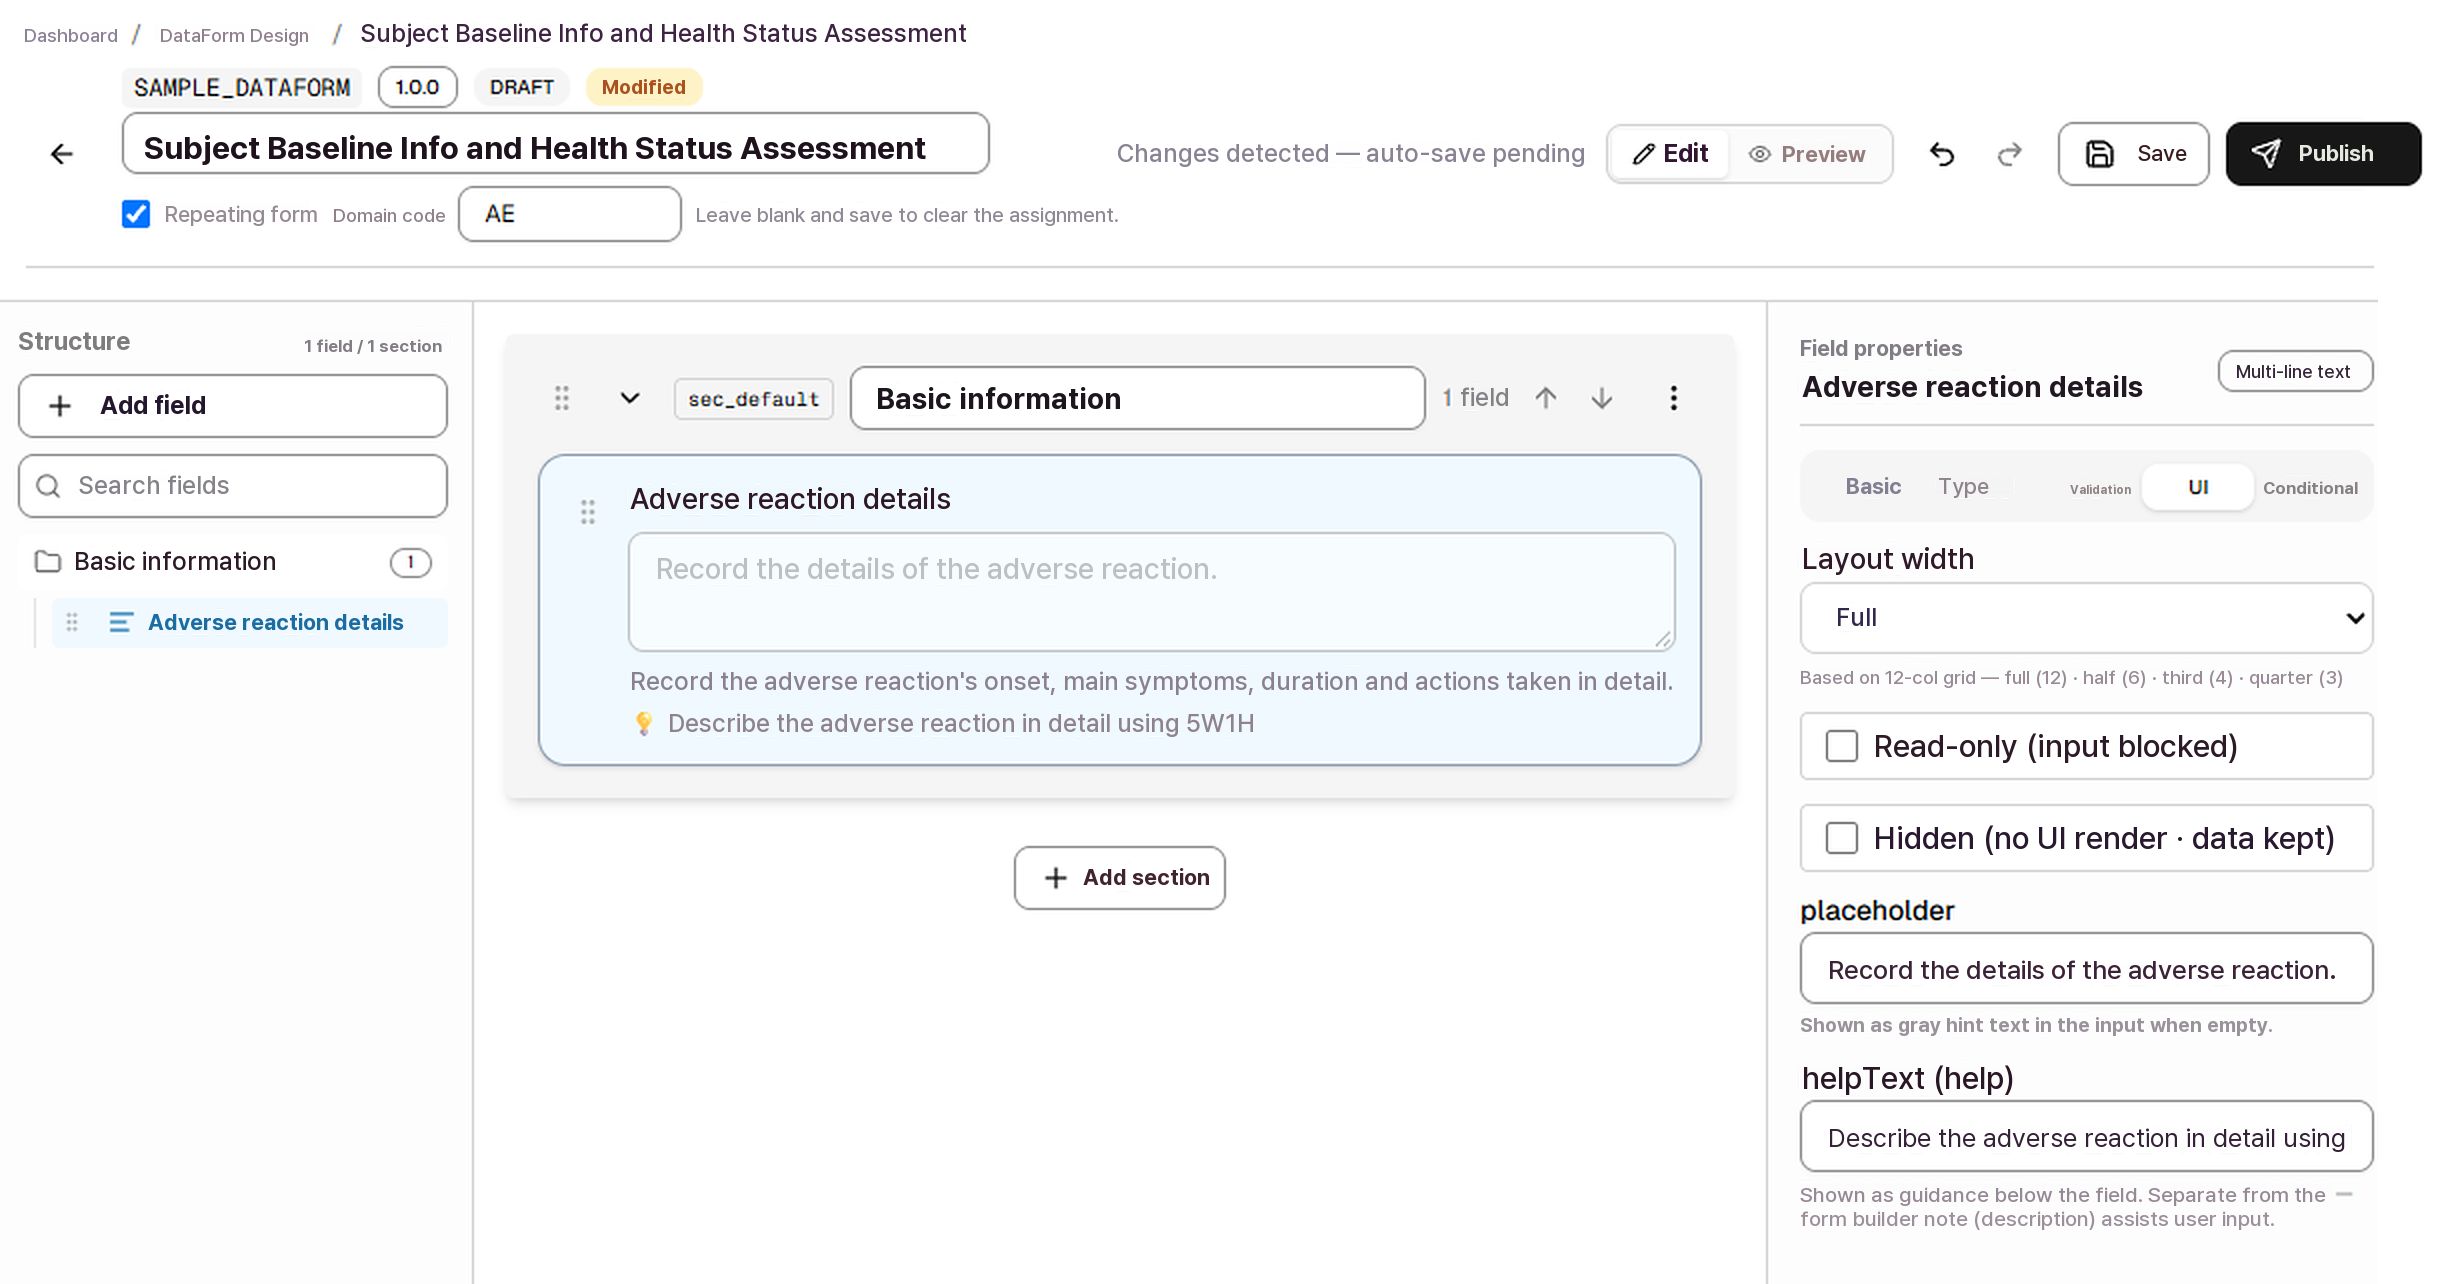 Dashboard / DataForm Design / Subject Baseline Info and Health Status Assessment
SAMPLE_DATAFORM 1.0.0 DRAFT Modified
Subject Baseline Info and Health Status Assessment
Changes detected — auto-save pending Edit Preview Save Publish
Repeating form Domain code AE Leave blank and save to clear the assignment.
Structure 1 field / 1 section
Add field
Search fields
Basic information 1
Adverse reaction details
sec_default Basic information 1 field
Adverse reaction details
Record the details of the adverse reaction.
Record the adverse reaction's onset, main symptoms, duration and actions taken in detail.
💡 Describe the adverse reaction in detail using 5W1H
Add section
Field properties
Adverse reaction details Multi-line text
Basic Type Validation UI Conditional
Layout width
Full
Based on 12-col grid — full (12) · half (6) · third (4) · quarter (3)
Read-only (input blocked)
Hidden (no UI render · data kept)
placeholder
Record the details of the adverse reaction.
Shown as gray hint text in the input when empty.
helpText (help)
Describe the adverse reaction in detail using
Shown as guidance below the field. Separate from the —
form builder note (description) assists user input.